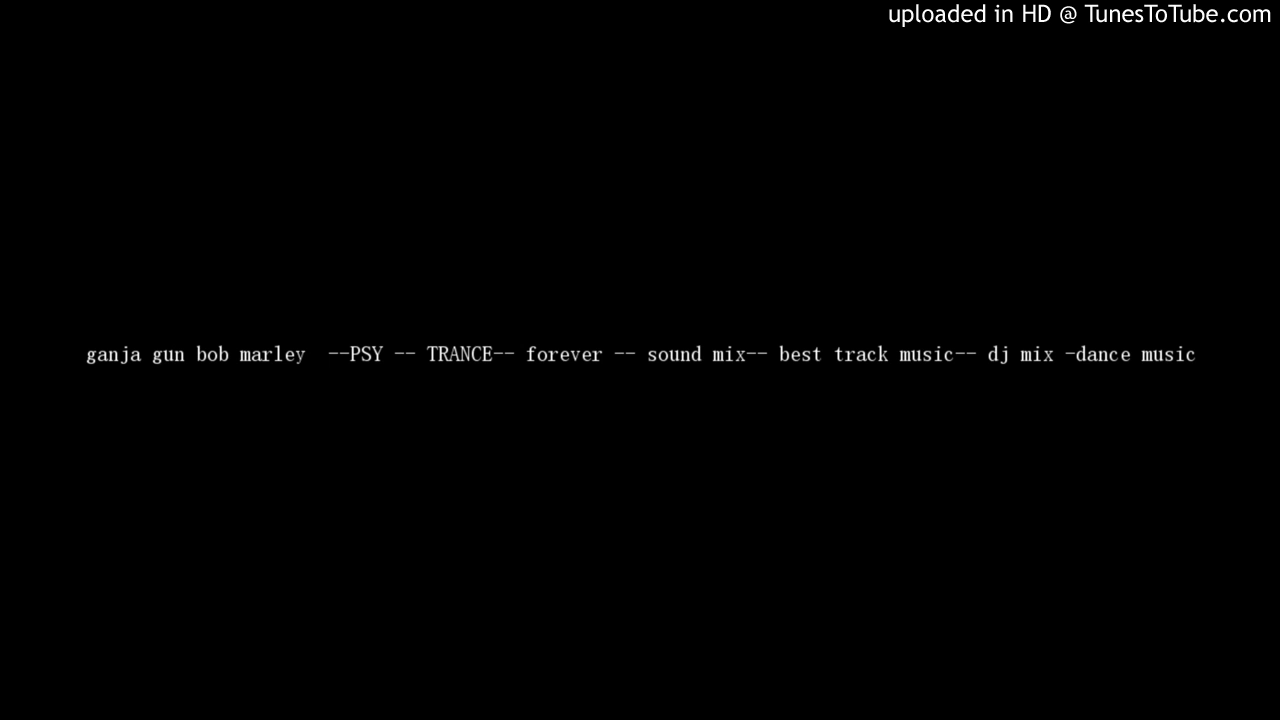 uploaded in HD @ TunesToTube.com
ganja gun bob marley  --PSY -- TRANCE-- forever -- sound mix-- best track music-- dj mix -dance music